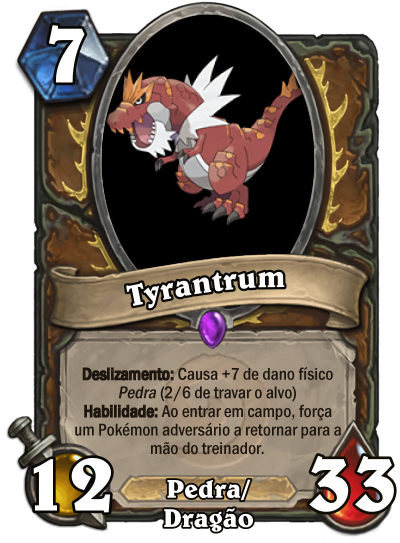 7
Tyrantrum
Deslizamento: Causa +7 de dano físico
Pedra (2/6 de travar o alvo)
Habilidade: Ao entrar em campo, força
um Pokémon adversário a retornar para a
mão do treinador.
12
Pedra/
Dragão
33